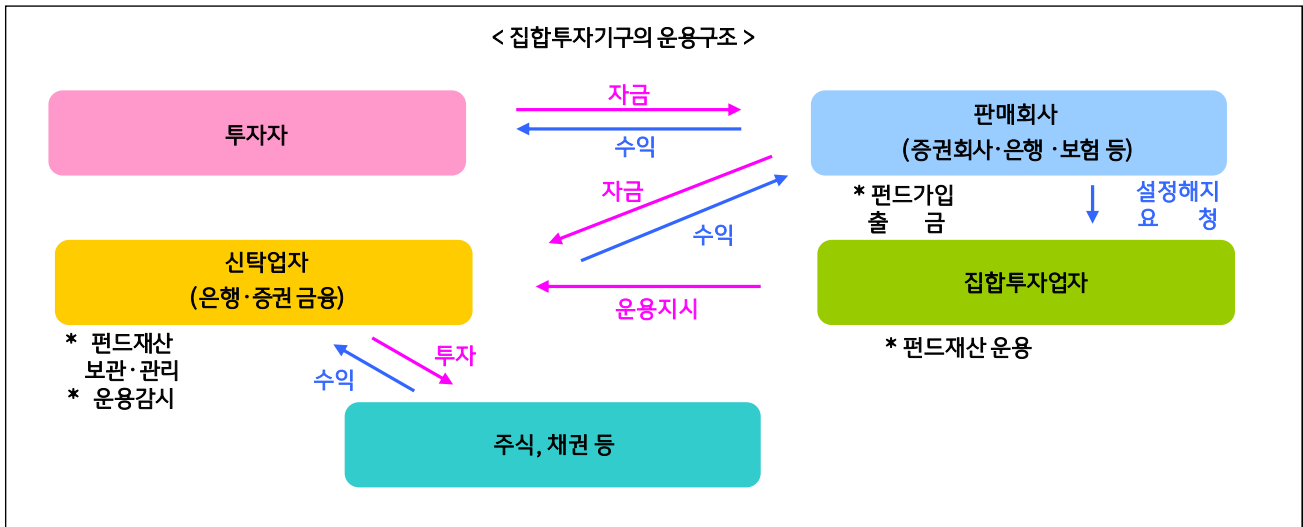 < 집합투자기구의 운용구조 >
자금
투자자
판매회사
(증권회사·은행 ·보험 등)
수익
자금
* 펀드가입
출 금
설정해지
요 청
수익
신탁업자
(은행·증권 금융)
집합투자업자
운용지시
* 펀드재산
보관·관리
* 운용감시
* 펀드재산 운용
투자
수익
주식, 채권 등